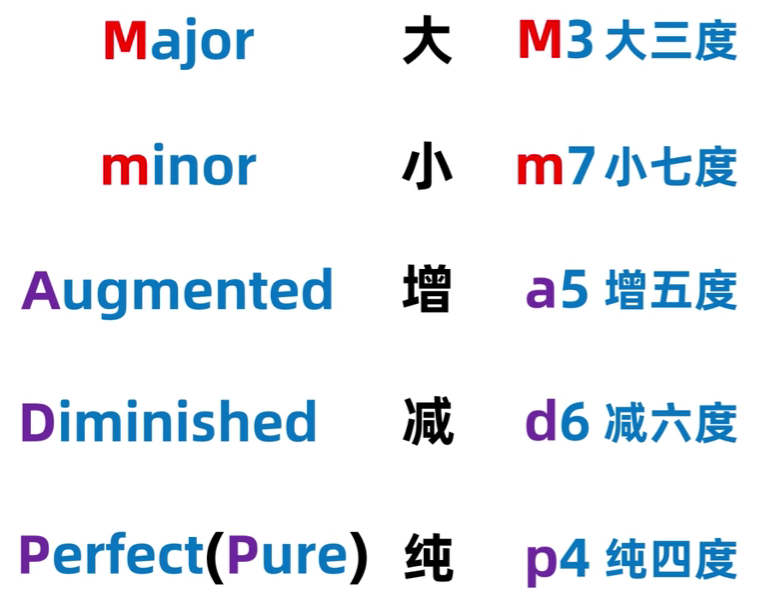 Major 大 M3 大三度
minor 小 m7 小七度
Augmented 增 a5 增五度
Diminished 减 d6 减六度
Perfect(Pure) 纯 p4 纯四度